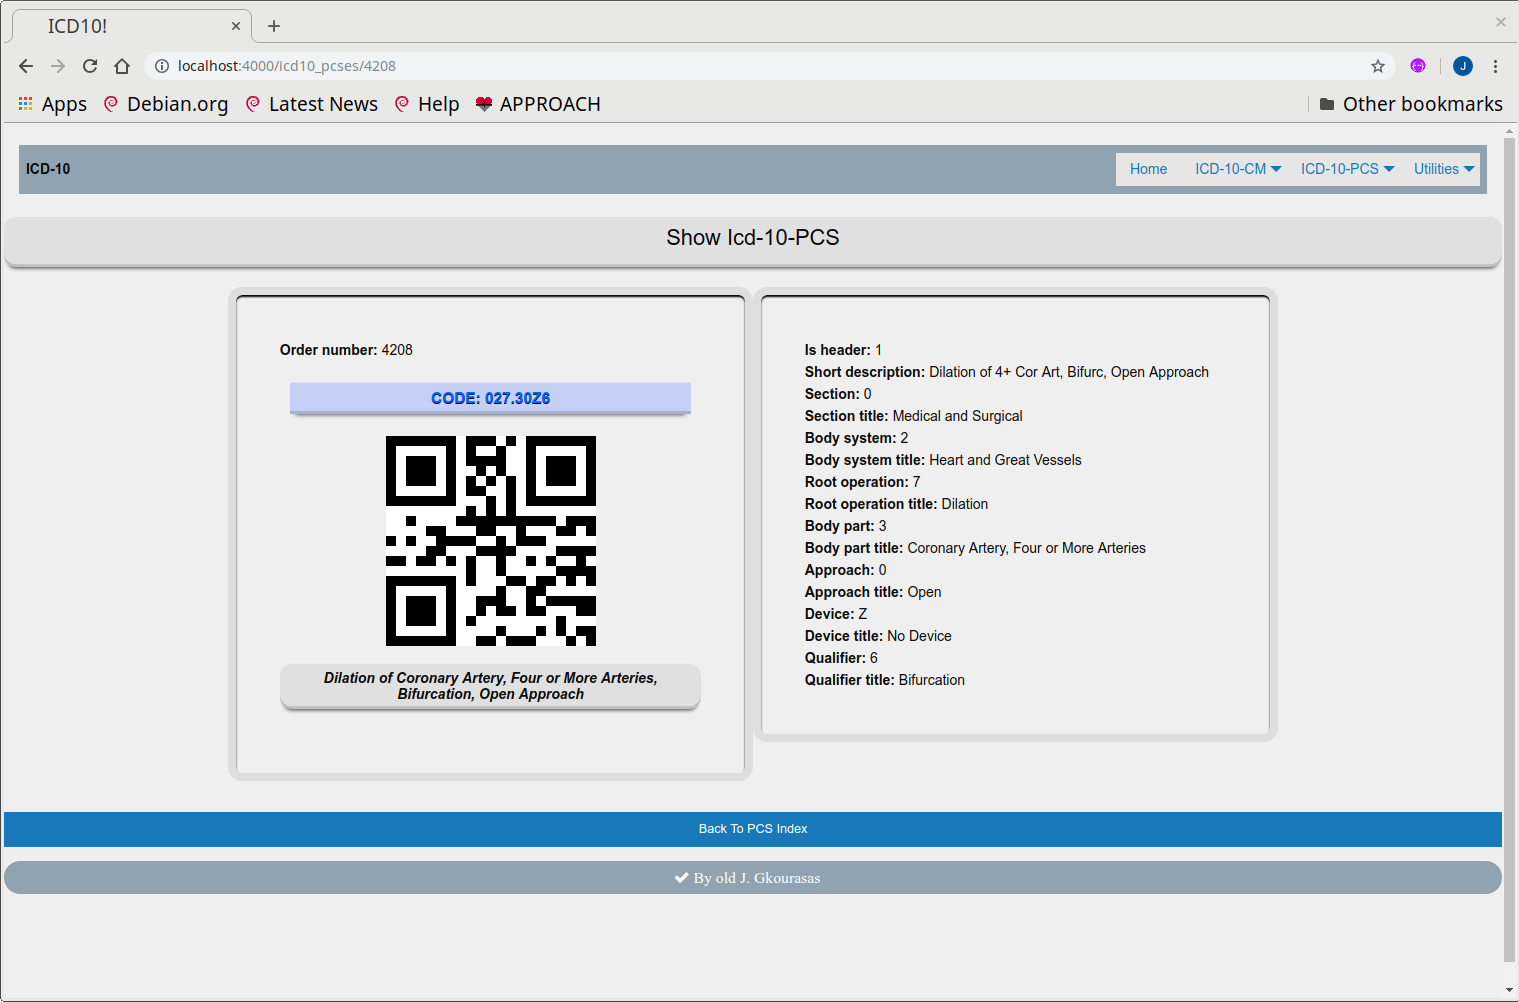 ICD10!
localhost:4000/icd10_pcses/4208
J
Apps Debian.org Latest News Help APPROACH Other bookmarks
ICD-10 Home ICD-10-CM ICD-10-PCS Utilities
Show Icd-10-PCS
Order number: 4208
CODE: 027.30Z6
Dilation of Coronary Artery, Four or More Arteries,
Bifurcation, Open Approach
Is header: 1
Short description: Dilation of 4+ Cor Art, Bifurc, Open Approach
Section: 0
Section title: Medical and Surgical
Body system: 2
Body system title: Heart and Great Vessels
Root operation: 7
Root operation title: Dilation
Body part: 3
Body part title: Coronary Artery, Four or More Arteries
Approach: 0
Approach title: Open
Device: Z
Device title: No Device
Qualifier: 6
Qualifier title: Bifurcation
Back To PCS Index
By old J. Gkourasas